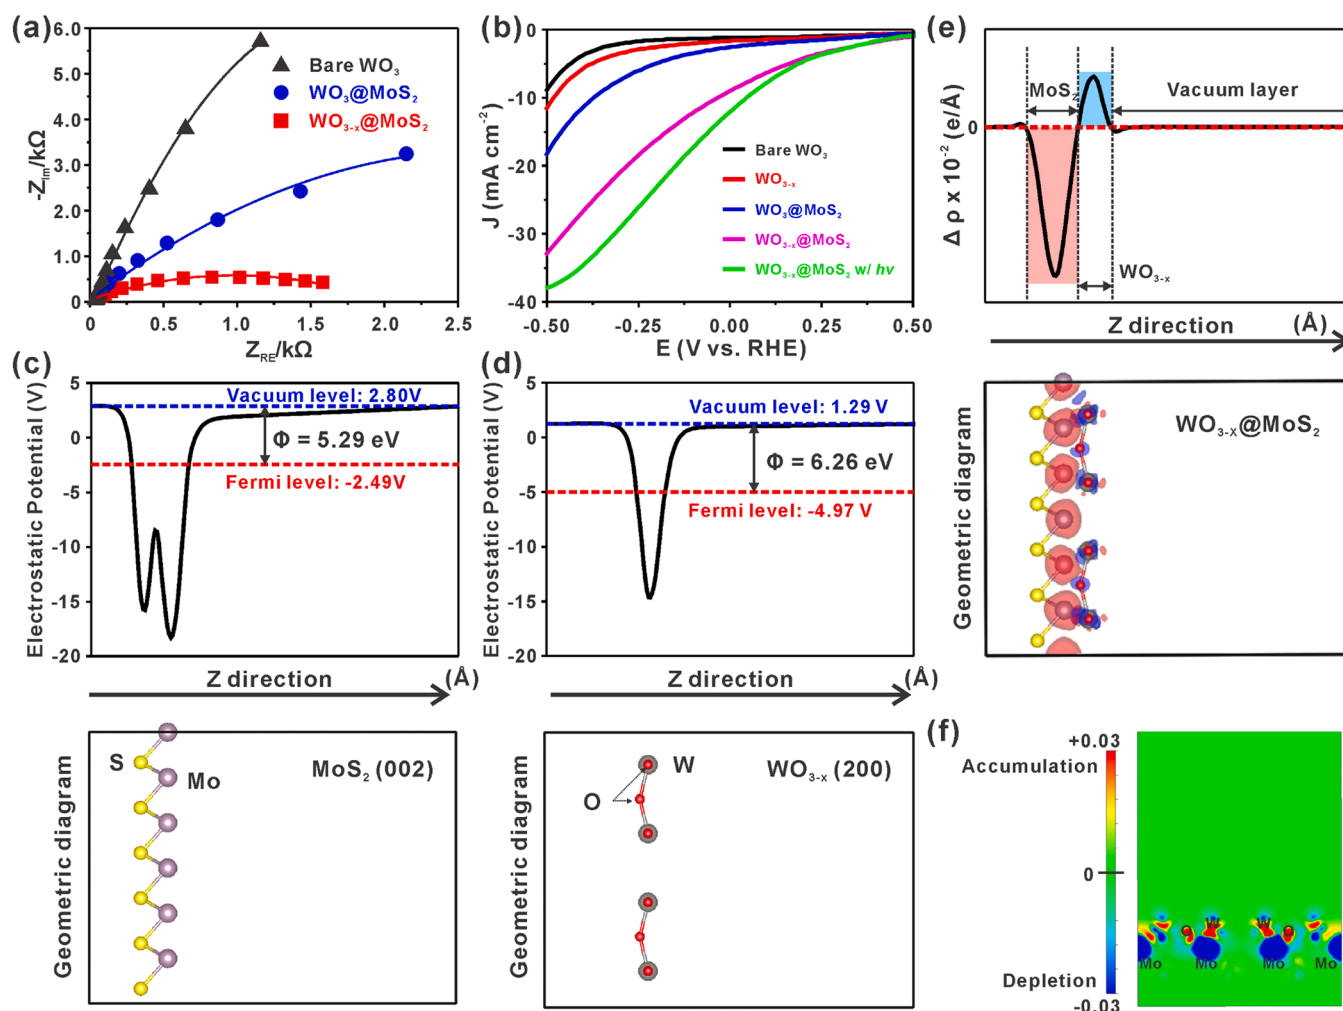 (a)
6.0
5.0
4.0
3.0
2.0
1.0
0.0
-Z_Im/kΩ
Bare WO₃
WO₃@MoS₂
WO₃₋ₓ@MoS₂
0 0.5 1.0 1.5 2.0 2.5
Z_RE/kΩ
(b)
0
-10
-20
-30
-40
J (mA cm⁻²)
Bare WO₃
WO₃₋ₓ
WO₃@MoS₂
WO₃₋ₓ@MoS₂
WO₃₋ₓ@MoS₂ w/ hv
-0.50 -0.25 0.00 0.25 0.50
E (V vs. RHE)
(e)
MoS₂
Vacuum layer
0
Δ ρ x 10⁻² (e/Å)
WO₃₋ₓ
Z direction (Å)
Geometric diagram
WO₃₋ₓ@MoS₂
(c)
5
0
-5
-10
-15
-20
Electrostatic Potential (V)
Vacuum level: 2.80V
Φ = 5.29 eV
Fermi level: -2.49V
Z direction (Å)
Geometric diagram
S
Mo
MoS₂ (002)
(d)
5
0
-5
-10
-15
-20
Electrostatic Potential (V)
Vacuum level: 1.29 V
Φ = 6.26 eV
Fermi level: -4.97 V
Z direction (Å)
Geometric diagram
O
W
WO₃₋ₓ (200)
(f)
+0.03
Accumulation
0
Depletion
-0.03
O W W O
Mo Mo Mo Mo